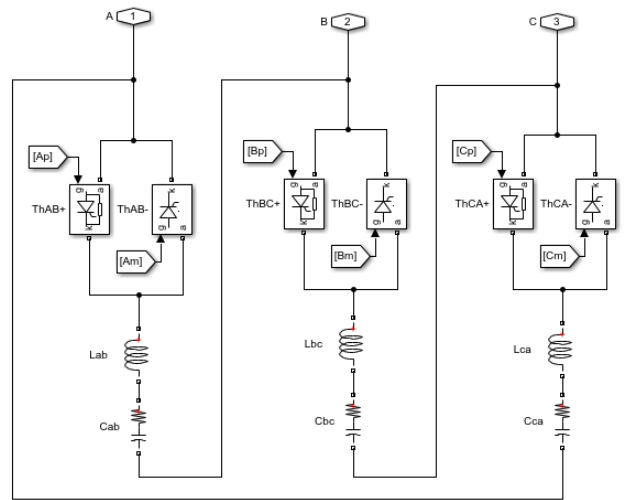 A 1
B 2
C 3
[Ap]
[Bp]
[Cp]
g a
k
g a
k
g a
k
ThAB+
ThAB-
ThBC+
ThBC-
ThCA+
ThCA-
k
g a
k
g a
k
g a
[Am]
[Bm]
[Cm]
Lab
Lbc
Lca
Cab
Cbc
Cca